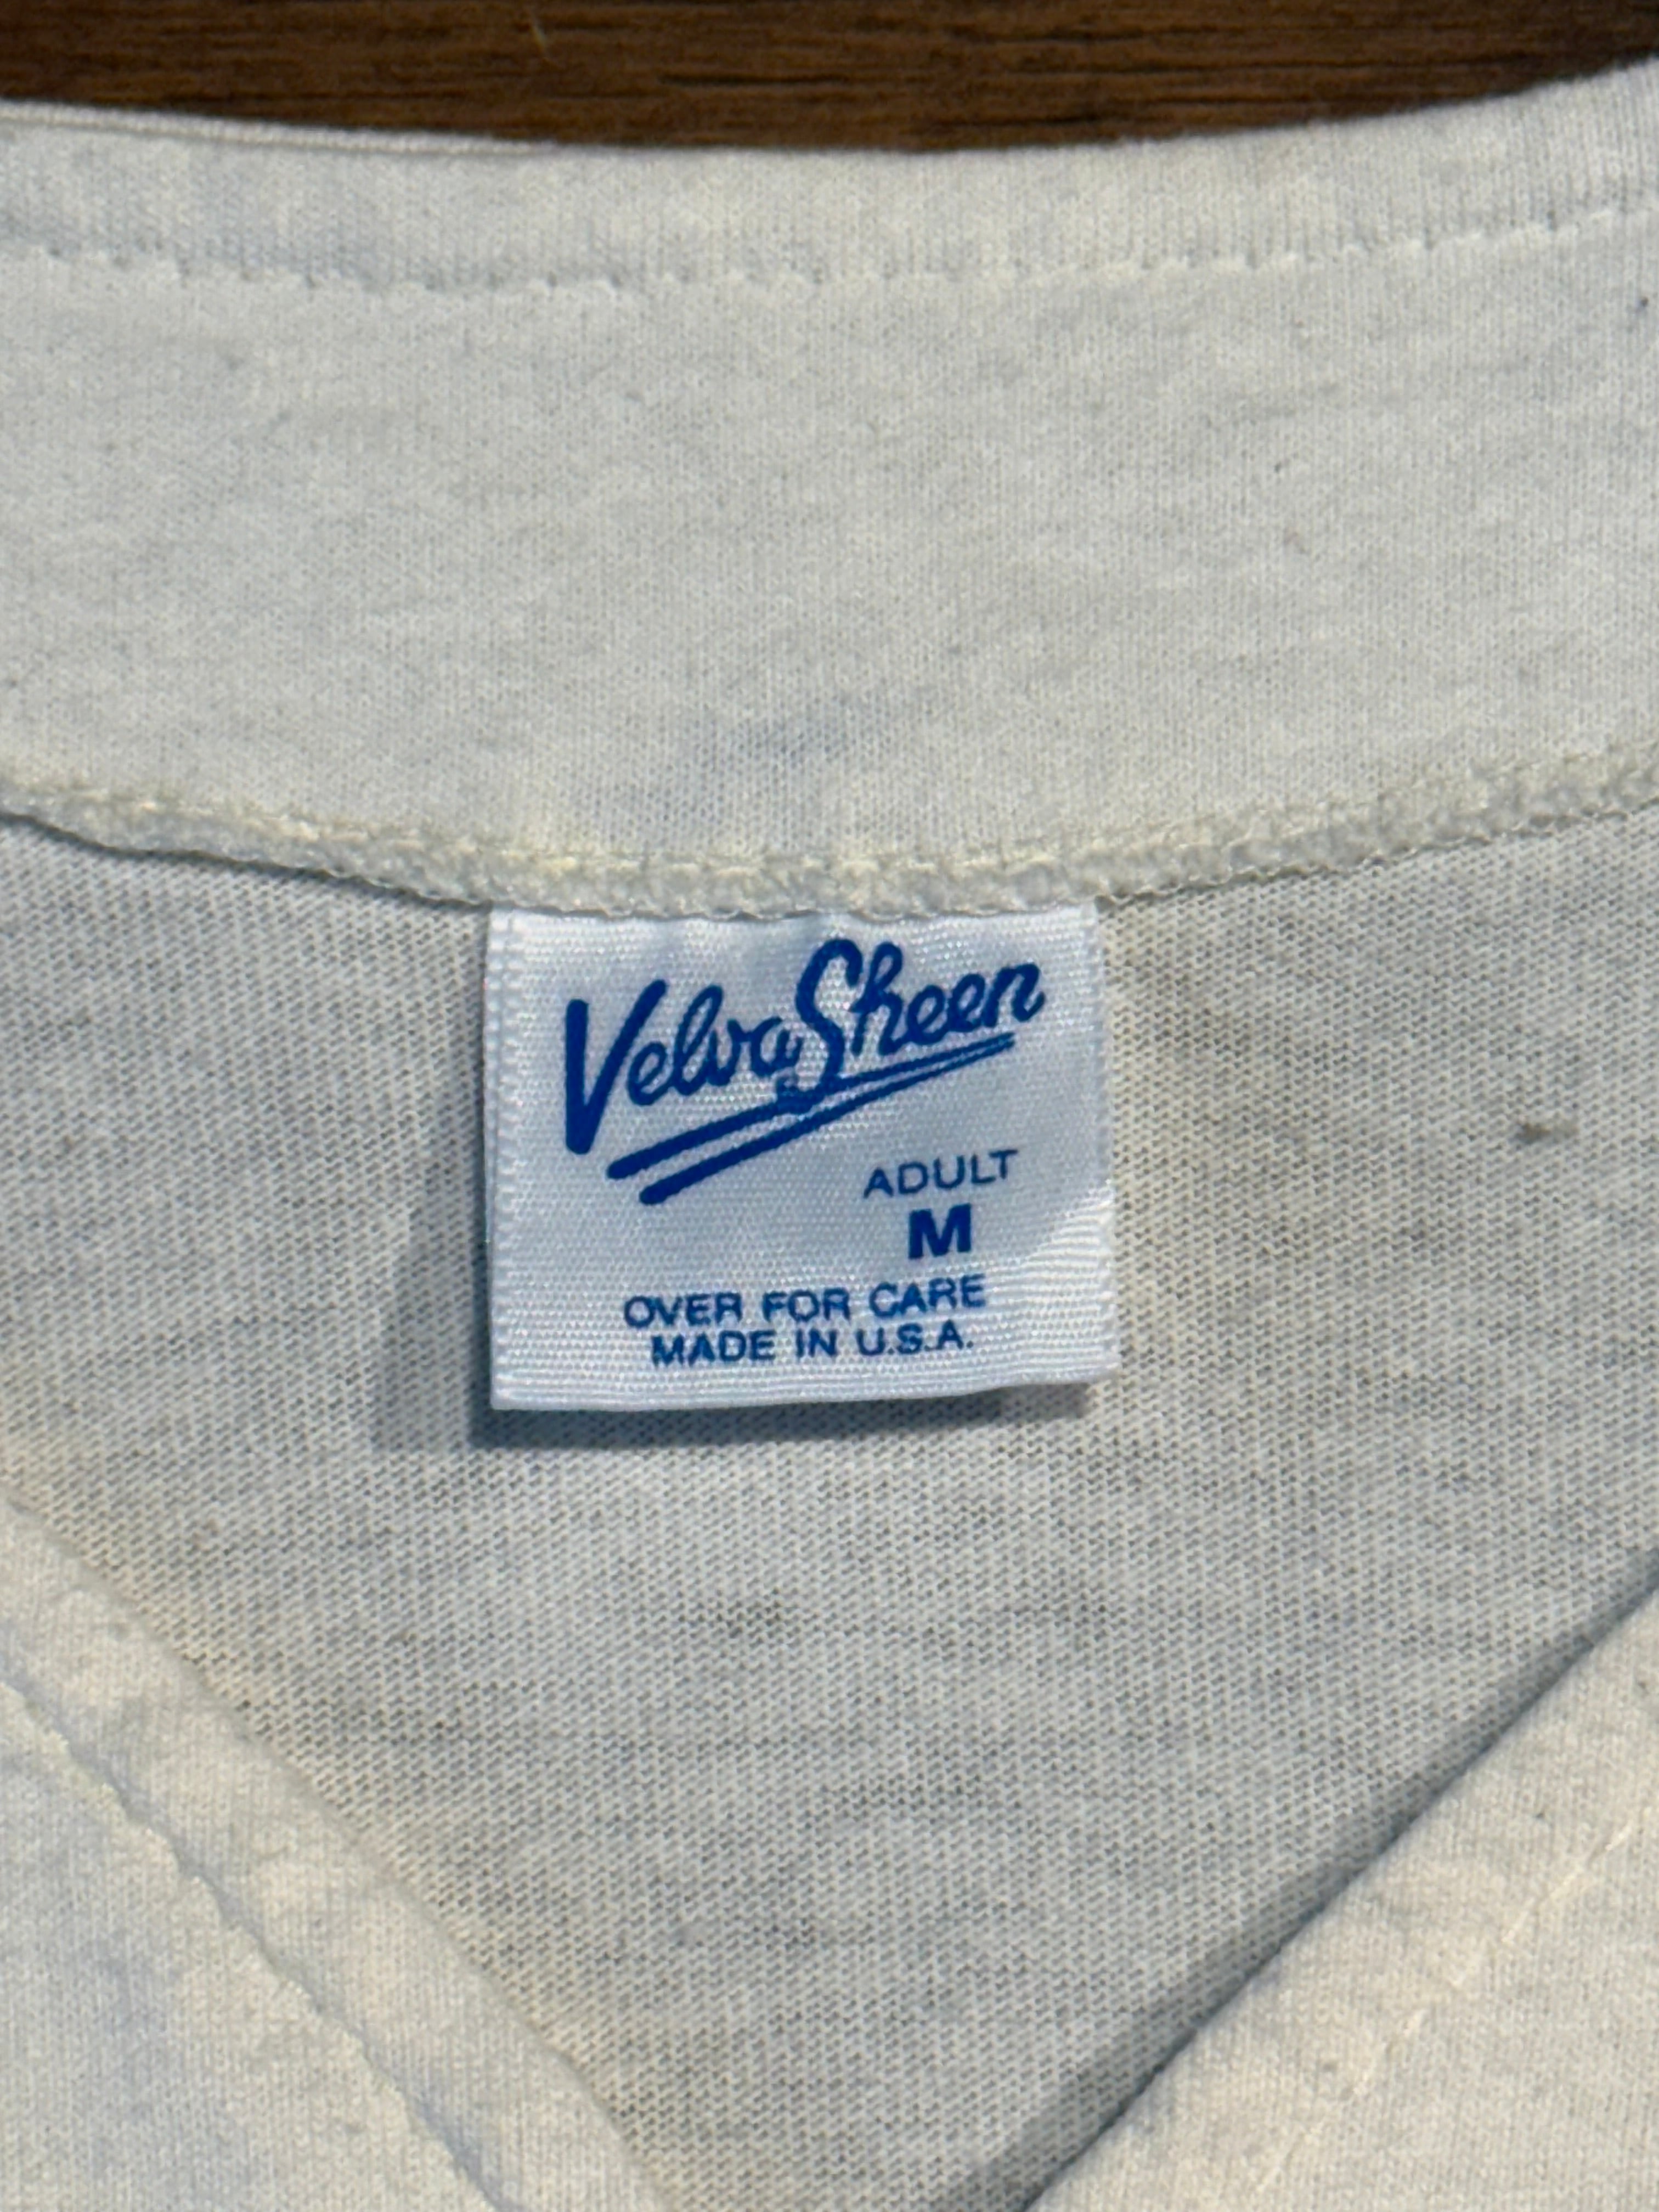 VelvaSheen
ADULT
M
OVER FOR CARE
MADE IN U.S.A.